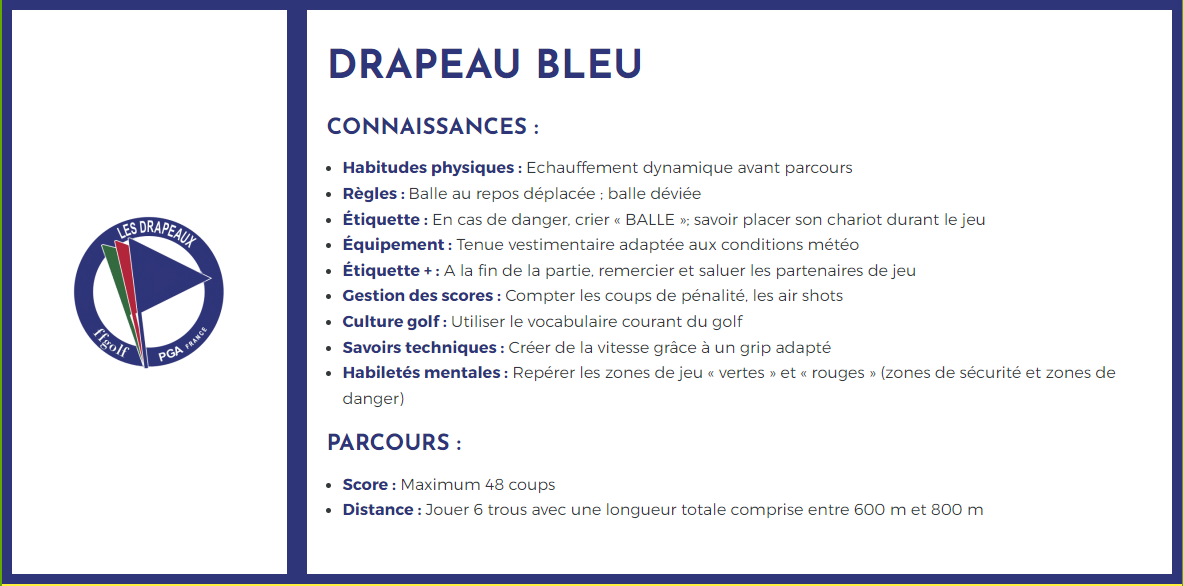 LES DRAPEAUX
ffgolf
PGA FRANCE
DRAPEAU BLEU
CONNAISSANCES :
• Habitudes physiques : Echauffement dynamique avant parcours
• Règles : Balle au repos déplacée ; balle déviée
• Étiquette : En cas de danger, crier « BALLE »; savoir placer son chariot durant le jeu
• Équipement : Tenue vestimentaire adaptée aux conditions météo
• Étiquette + : A la fin de la partie, remercier et saluer les partenaires de jeu
• Gestion des scores : Compter les coups de pénalité, les air shots
• Culture golf : Utiliser le vocabulaire courant du golf
• Savoirs techniques : Créer de la vitesse grâce à un grip adapté
• Habiletés mentales : Repérer les zones de jeu « vertes » et « rouges » (zones de sécurité et zones de
danger)
PARCOURS :
• Score : Maximum 48 coups
• Distance : Jouer 6 trous avec une longueur totale comprise entre 600 m et 800 m